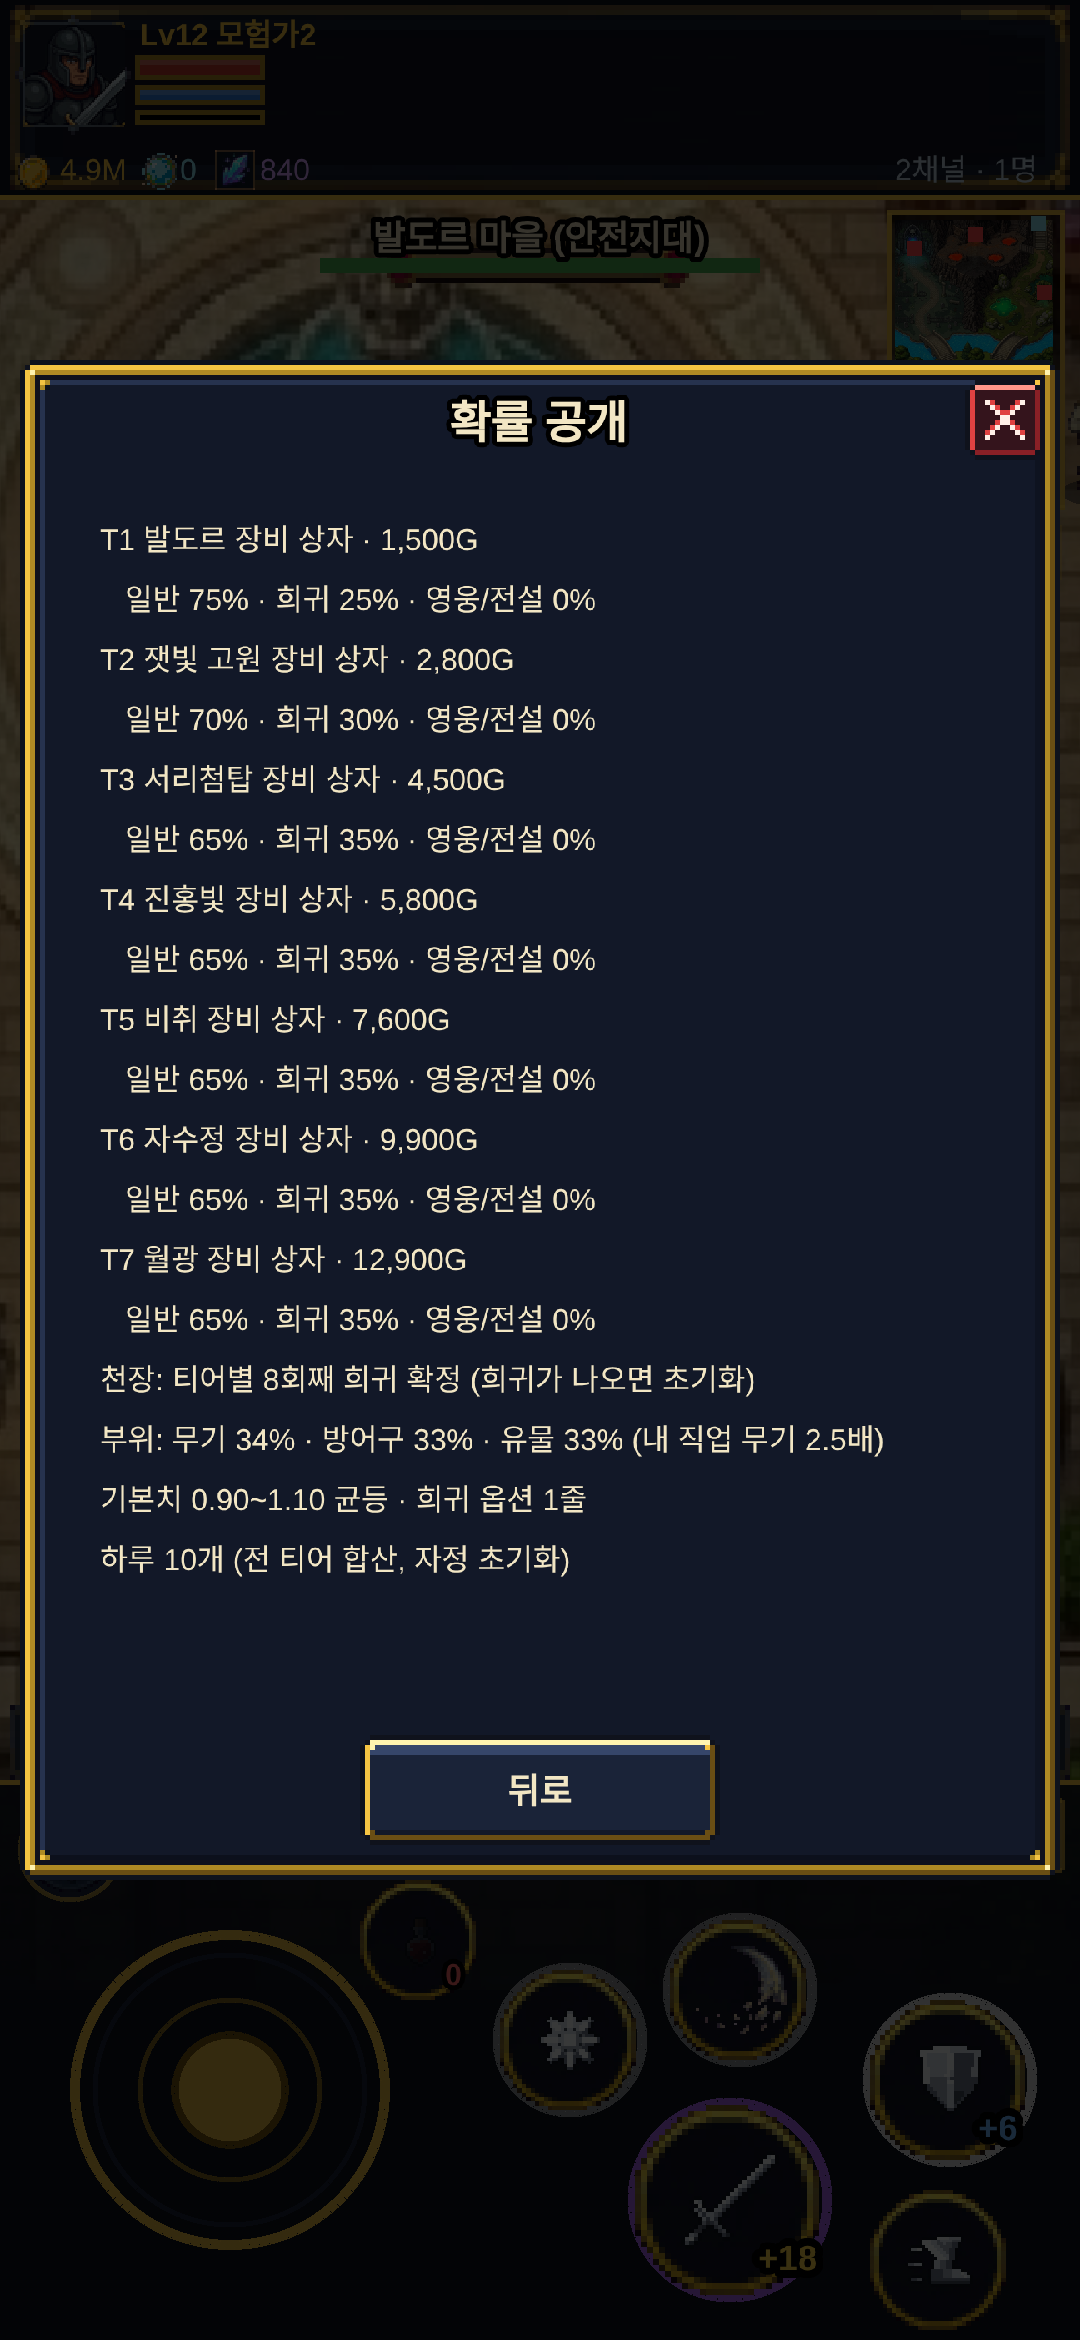 Lv12 모험가2
4.9M 0 840 2채널 · 1명
발도르 마을 (안전지대)
확률 공개
T1 발도르 장비 상자 · 1,500G
일반 75% · 희귀 25% · 영웅/전설 0%
T2 잿빛 고원 장비 상자 · 2,800G
일반 70% · 희귀 30% · 영웅/전설 0%
T3 서리첨탑 장비 상자 · 4,500G
일반 65% · 희귀 35% · 영웅/전설 0%
T4 진홍빛 장비 상자 · 5,800G
일반 65% · 희귀 35% · 영웅/전설 0%
T5 비취 장비 상자 · 7,600G
일반 65% · 희귀 35% · 영웅/전설 0%
T6 자수정 장비 상자 · 9,900G
일반 65% · 희귀 35% · 영웅/전설 0%
T7 월광 장비 상자 · 12,900G
일반 65% · 희귀 35% · 영웅/전설 0%
천장: 티어별 8회째 희귀 확정 (희귀가 나오면 초기화)
부위: 무기 34% · 방어구 33% · 유물 33% (내 직업 무기 2.5배)
기본치 0.90~1.10 균등 · 희귀 옵션 1줄
하루 10개 (전 티어 합산, 자정 초기화)
뒤로
0
+6
+18